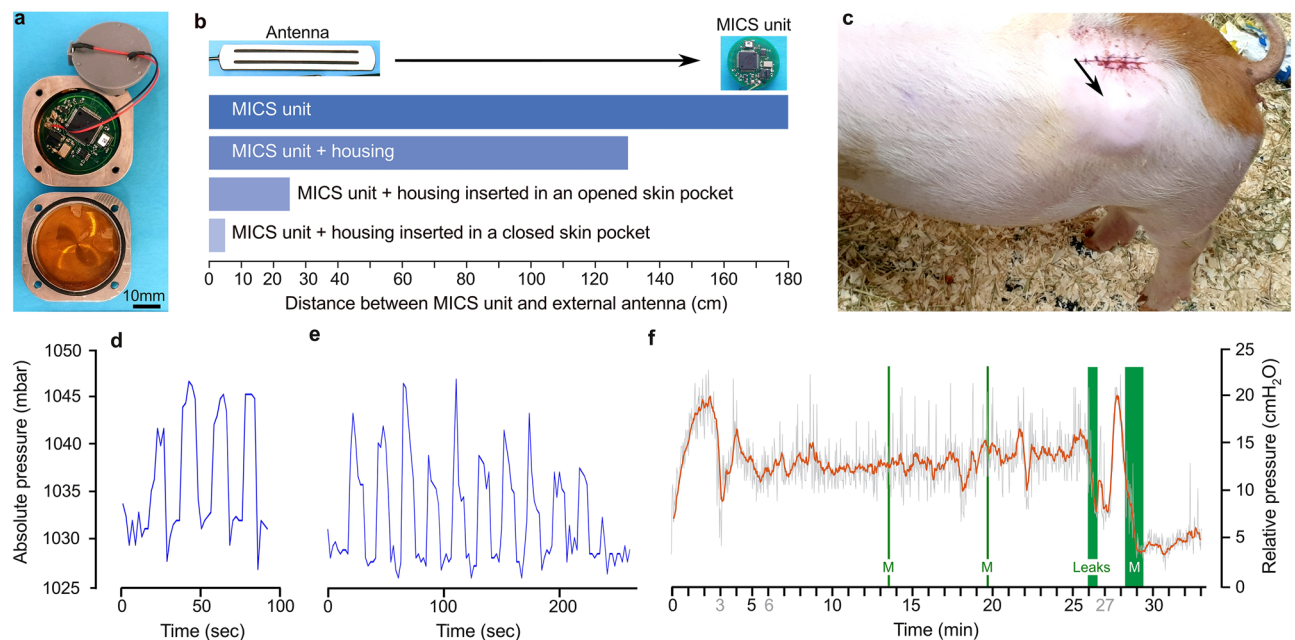 a
10mm
b
Antenna
MICS unit
MICS unit
MICS unit + housing
MICS unit + housing inserted in an opened skin pocket
MICS unit + housing inserted in a closed skin pocket
0 10 20 30 40 60 80 100 120 140 160 180
Distance between MICS unit and external antenna (cm)
c
d
Absolute pressure (mbar)
1050
1045
1040
1035
1030
1025
0 50 100
Time (sec)
e
0 100 200
Time (sec)
f
M M Leaks M
0 3 5 6 10 15 20 25 27 30
Time (min)
25
20
15
10
5
0
Relative pressure (cmH₂O)